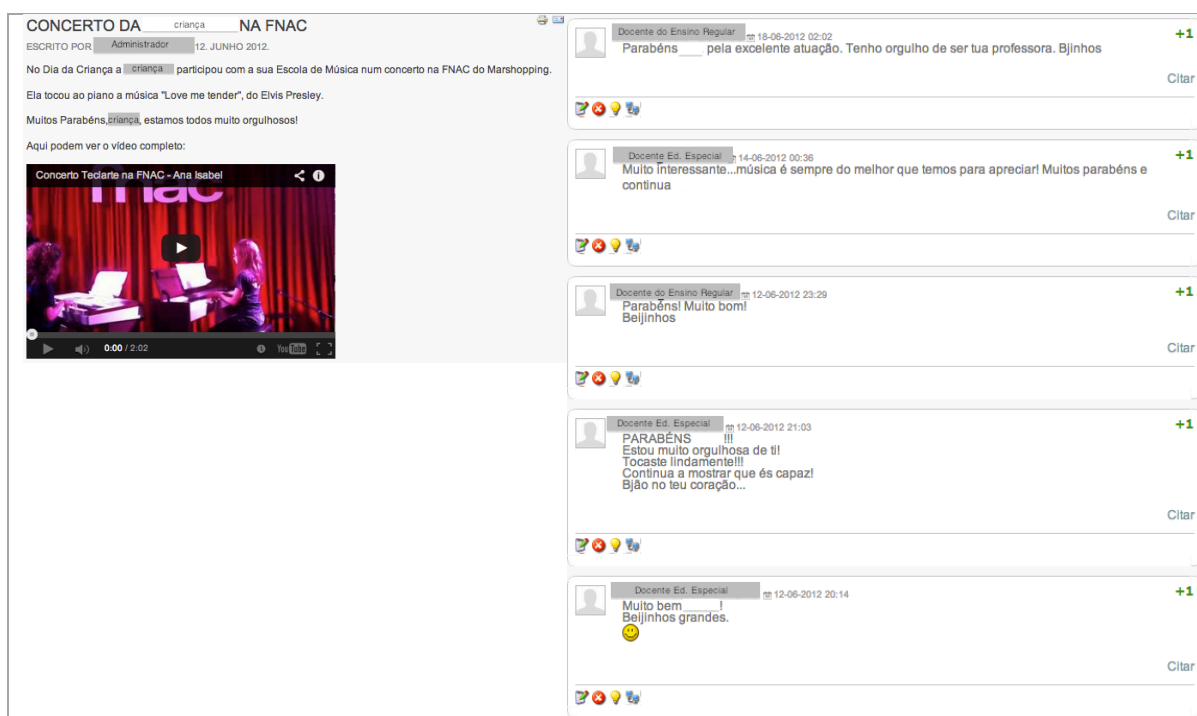 CONCERTO DA criança NA FNAC
ESCRITO POR Administrador 12. JUNHO 2012.
No Dia da Criança a criança participou com a sua Escola de Música num concerto na FNAC do Marshopping.
Ela tocou ao piano a música "Love me tender", do Elvis Presley.
Muitos Parabéns, criança, estamos todos muito orgulhosos!
Aqui podem ver o vídeo completo:
Concerto Teclarte na FNAC - Ana Isabel
fnac
0:00 / 2:02
YouTube
Docente do Ensino Regular 18-06-2012 02:02
+1
Parabéns____ pela excelente atuação. Tenho orgulho de ser tua professora. Bjinhos
Citar
Docente Ed. Especial 14-06-2012 00:36
+1
Muito interessante...música é sempre do melhor que temos para apreciar! Muitos parabéns e
continua
Citar
Docente do Ensino Regular 12-06-2012 23:29
+1
Parabéns! Muito bom!
Beijinhos
Citar
Docente Ed. Especial 12-06-2012 21:03
+1
PARABÉNS !!!
Estou muito orgulhosa de ti!
Tocaste lindamente!!!
Continua a mostrar que és capaz!
Bjão no teu coração...
Citar
Docente Ed. Especial 12-06-2012 20:14
+1
Muito bem_____!
Beijinhos grandes.
Citar